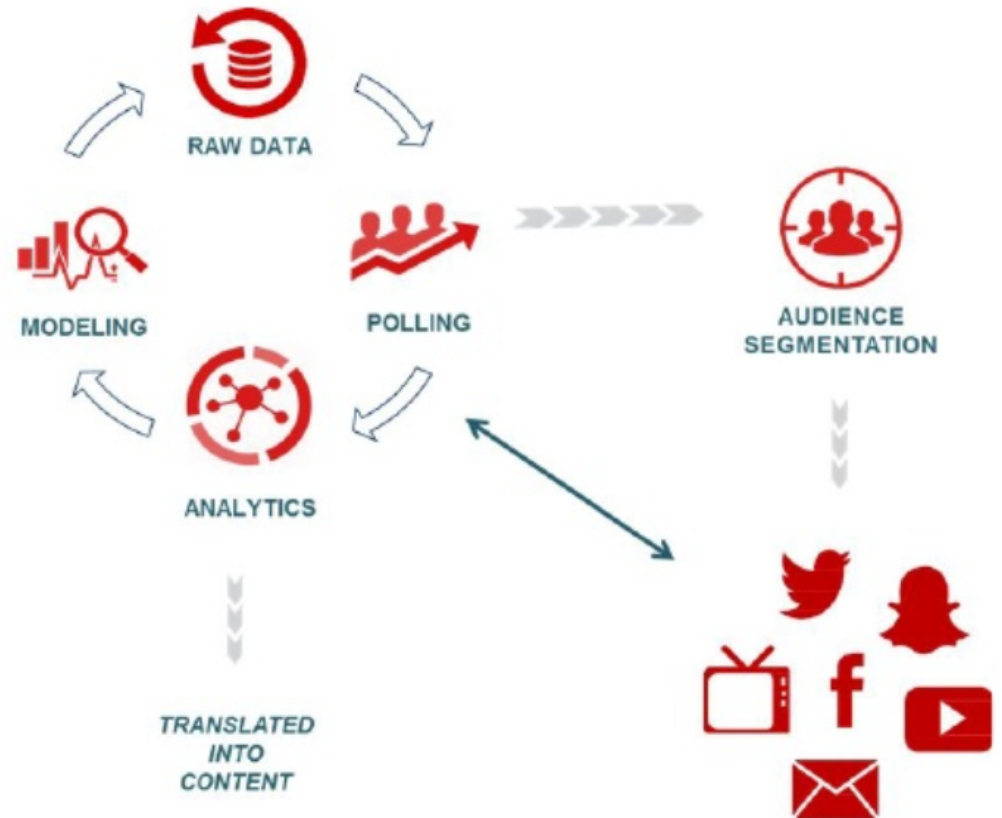 RAW DATA
MODELING
POLLING
AUDIENCE
SEGMENTATION
ANALYTICS
TRANSLATED
INTO
CONTENT